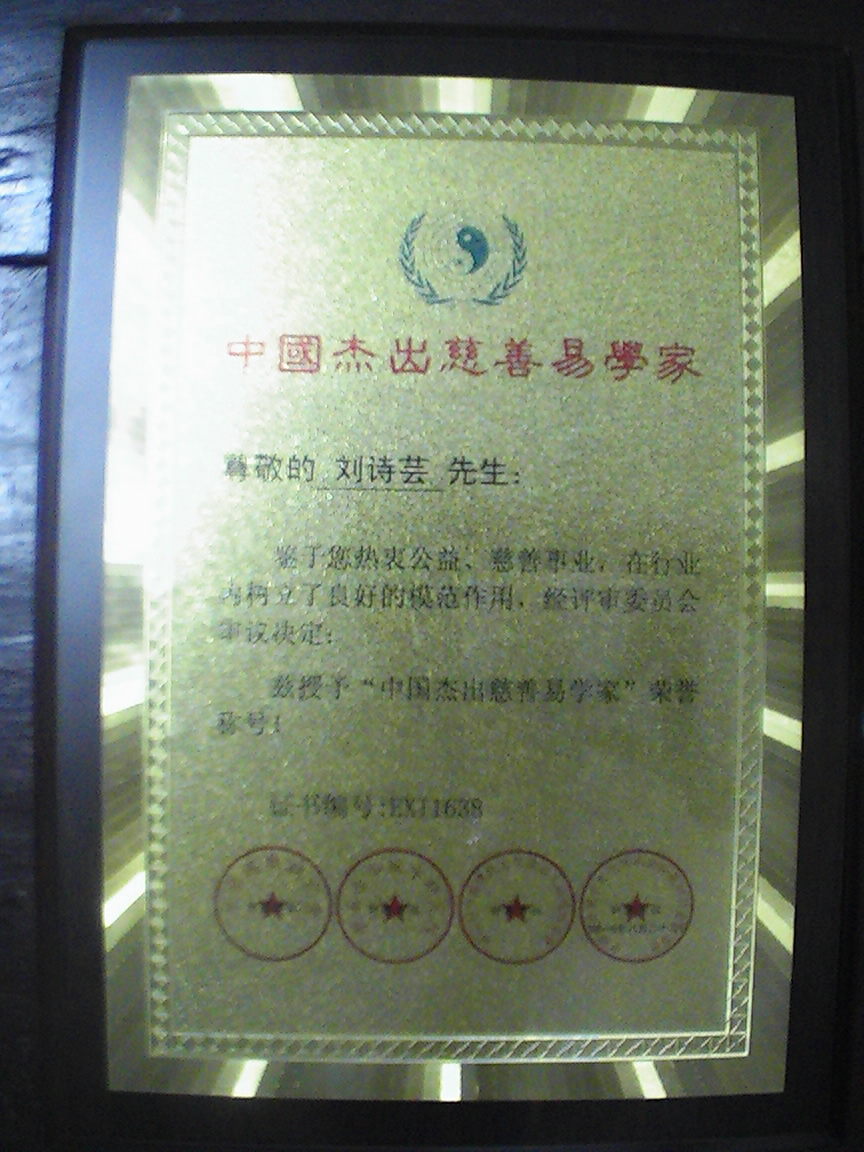 中國杰出慈善易學家
尊敬的 刘诗芸 先生：
鉴于您热衷公益、慈善事业，在行业
内树立了良好的模范作用，经评审委员会
审议决定：
兹授予“中国杰出慈善易学家”荣誉
称号！
证书编号:EXJ1638